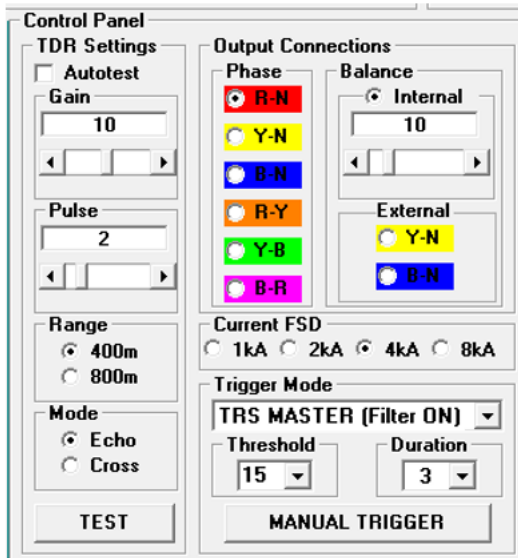 Control Panel
TDR Settings
Autotest
Gain
10
Pulse
2
Range
400m
800m
Mode
Echo
Cross
TEST
Output Connections
Phase
R-N
Y-N
B-N
R-Y
Y-B
B-R
Balance
Internal
10
External
Y-N
B-N
Current FSD
1kA 2kA 4kA 8kA
Trigger Mode
TRS MASTER (Filter ON)
Threshold Duration
15 3
MANUAL TRIGGER